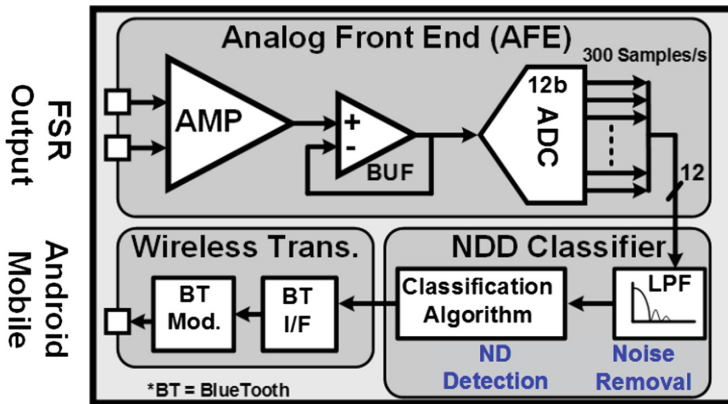 Analog Front End (AFE)
300 Samples/s
FSR
Output
AMP
+
-
BUF
12b
ADC
12
Wireless Trans.
NDD Classifier
Android
Mobile
BT
Mod.
BT
I/F
Classification
Algorithm
LPF
ND
Detection
Noise
Removal
*BT = BlueTooth